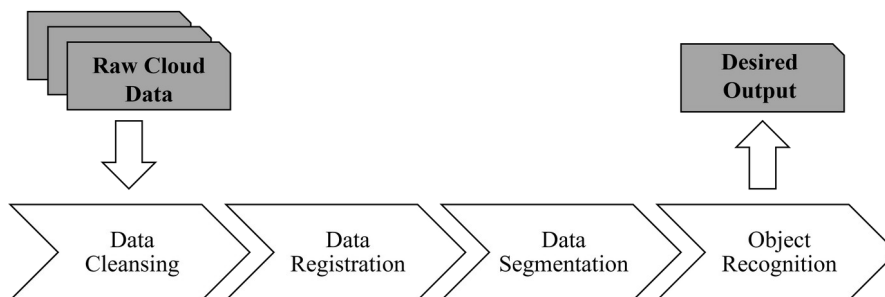 Raw Cloud
Data
Desired
Output
Data
Cleansing
Data
Registration
Data
Segmentation
Object
Recognition